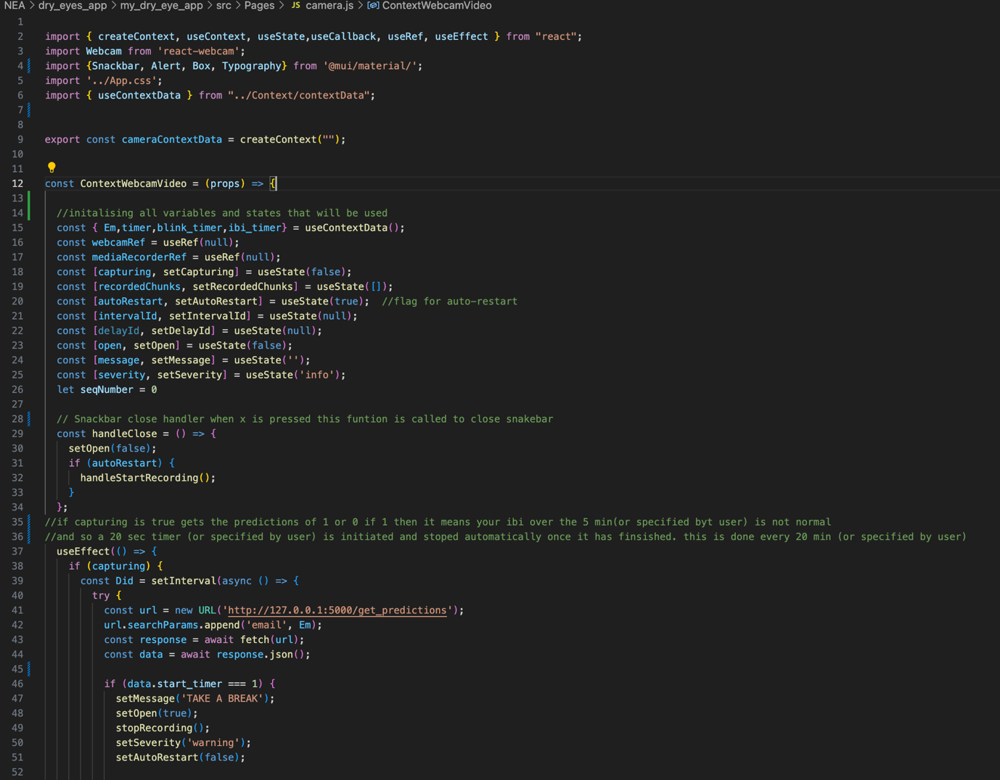 NEA > dry_eyes_app > my_dry_eye_app > src > Pages > JS camera.js > ContextWebcamVideo
1
2 import { createContext, useContext, useState,useCallback, useRef, useEffect } from "react";
3 import Webcam from 'react-webcam';
4 import {Snackbar, Alert, Box, Typography} from '@mui/material/';
5 import '../App.css';
6 import { useContextData } from "../Context/contextData";
7
8
9 export const cameraContextData = createContext("");
10
11
12 const ContextWebcamVideo = (props) => {
13
14 //initalising all variables and states that will be used
15 const { Em,timer,blink_timer,ibi_timer} = useContextData();
16 const webcamRef = useRef(null);
17 const mediaRecorderRef = useRef(null);
18 const [capturing, setCapturing] = useState(false);
19 const [recordedChunks, setRecordedChunks] = useState([]);
20 const [autoRestart, setAutoRestart] = useState(true);  //flag for auto-restart
21 const [intervalId, setIntervalId] = useState(null);
22 const [delayId, setDelayId] = useState(null);
23 const [open, setOpen] = useState(false);
24 const [message, setMessage] = useState('');
25 const [severity, setSeverity] = useState('info');
26 let seqNumber = 0
27
28 // Snackbar close handler when x is pressed this funtion is called to close snakebar
29 const handleClose = () => {
30 setOpen(false);
31 if (autoRestart) {
32 handleStartRecording();
33 }
34 };
35 //if capturing is true gets the predictions of 1 or 0 if 1 then it means your ibi over the 5 min(or specified byt user) is not normal
36 //and so a 20 sec timer (or specified by user) is initiated and stoped automatically once it has finsished. this is done every 20 min (or specified by user)
37 useEffect(() => {
38 if (capturing) {
39 const Did = setInterval(async () => {
40 try {
41 const url = new URL('http://127.0.0.1:5000/get_predictions');
42 url.searchParams.append('email', Em);
43 const response = await fetch(url);
44 const data = await response.json();
45
46 if (data.start_timer === 1) {
47 setMessage('TAKE A BREAK');
48 setOpen(true);
49 stopRecording();
50 setSeverity('warning');
51 setAutoRestart(false);
52